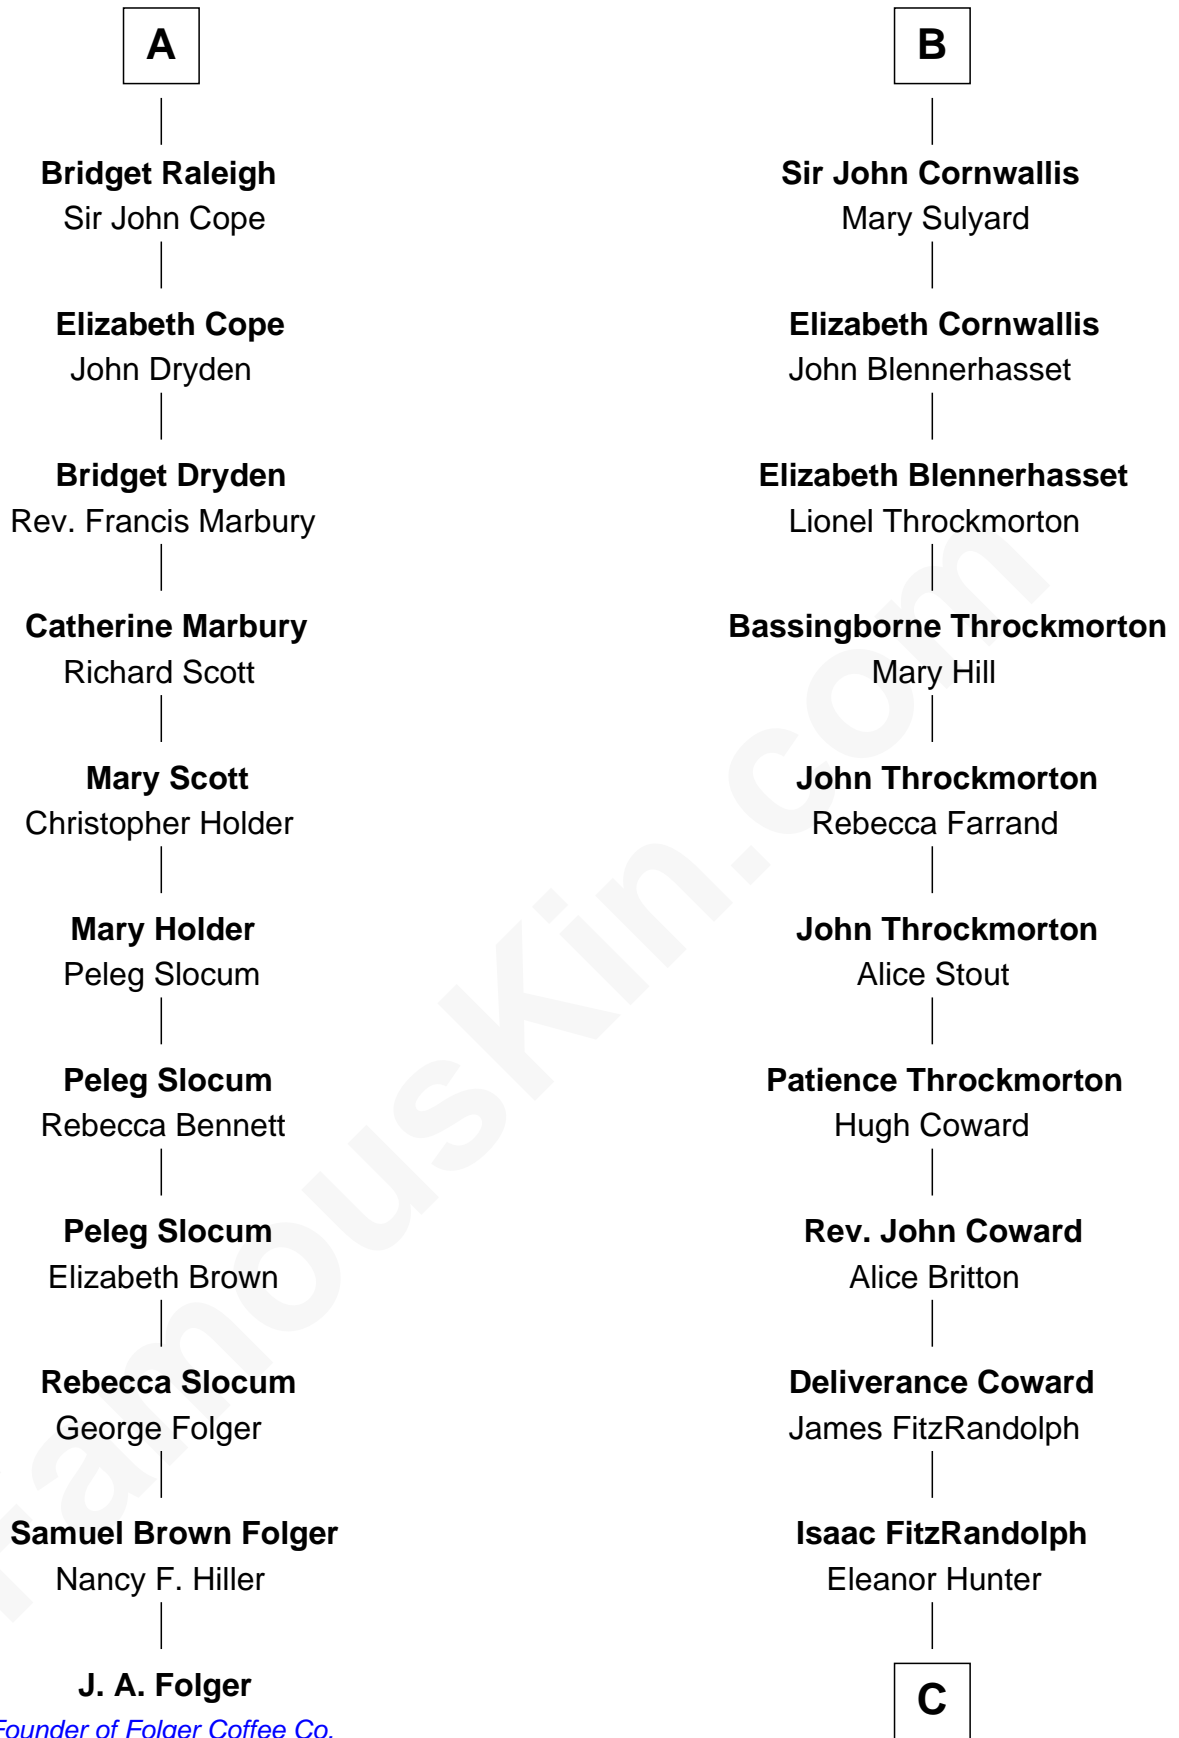 A
Bridget Raleigh
Sir John Cope
Elizabeth Cope
John Dryden
Bridget Dryden
Rev. Francis Marbury
Catherine Marbury
Richard Scott
Mary Scott
Christopher Holder
Mary Holder
Peleg Slocum
Peleg Slocum
Rebecca Bennett
Peleg Slocum
Elizabeth Brown
Rebecca Slocum
George Folger
Samuel Brown Folger
Nancy F. Hiller
J. A. Folger
Founder of Folger Coffee Co.
B
Sir John Cornwallis
Mary Sulyard
Elizabeth Cornwallis
John Blennerhasset
Elizabeth Blennerhasset
Lionel Throckmorton
Bassingborne Throckmorton
Mary Hill
John Throckmorton
Rebecca Farrand
John Throckmorton
Alice Stout
Patience Throckmorton
Hugh Coward
Rev. John Coward
Alice Britton
Deliverance Coward
James FitzRandolph
Isaac FitzRandolph
Eleanor Hunter
C
FamousKin.com